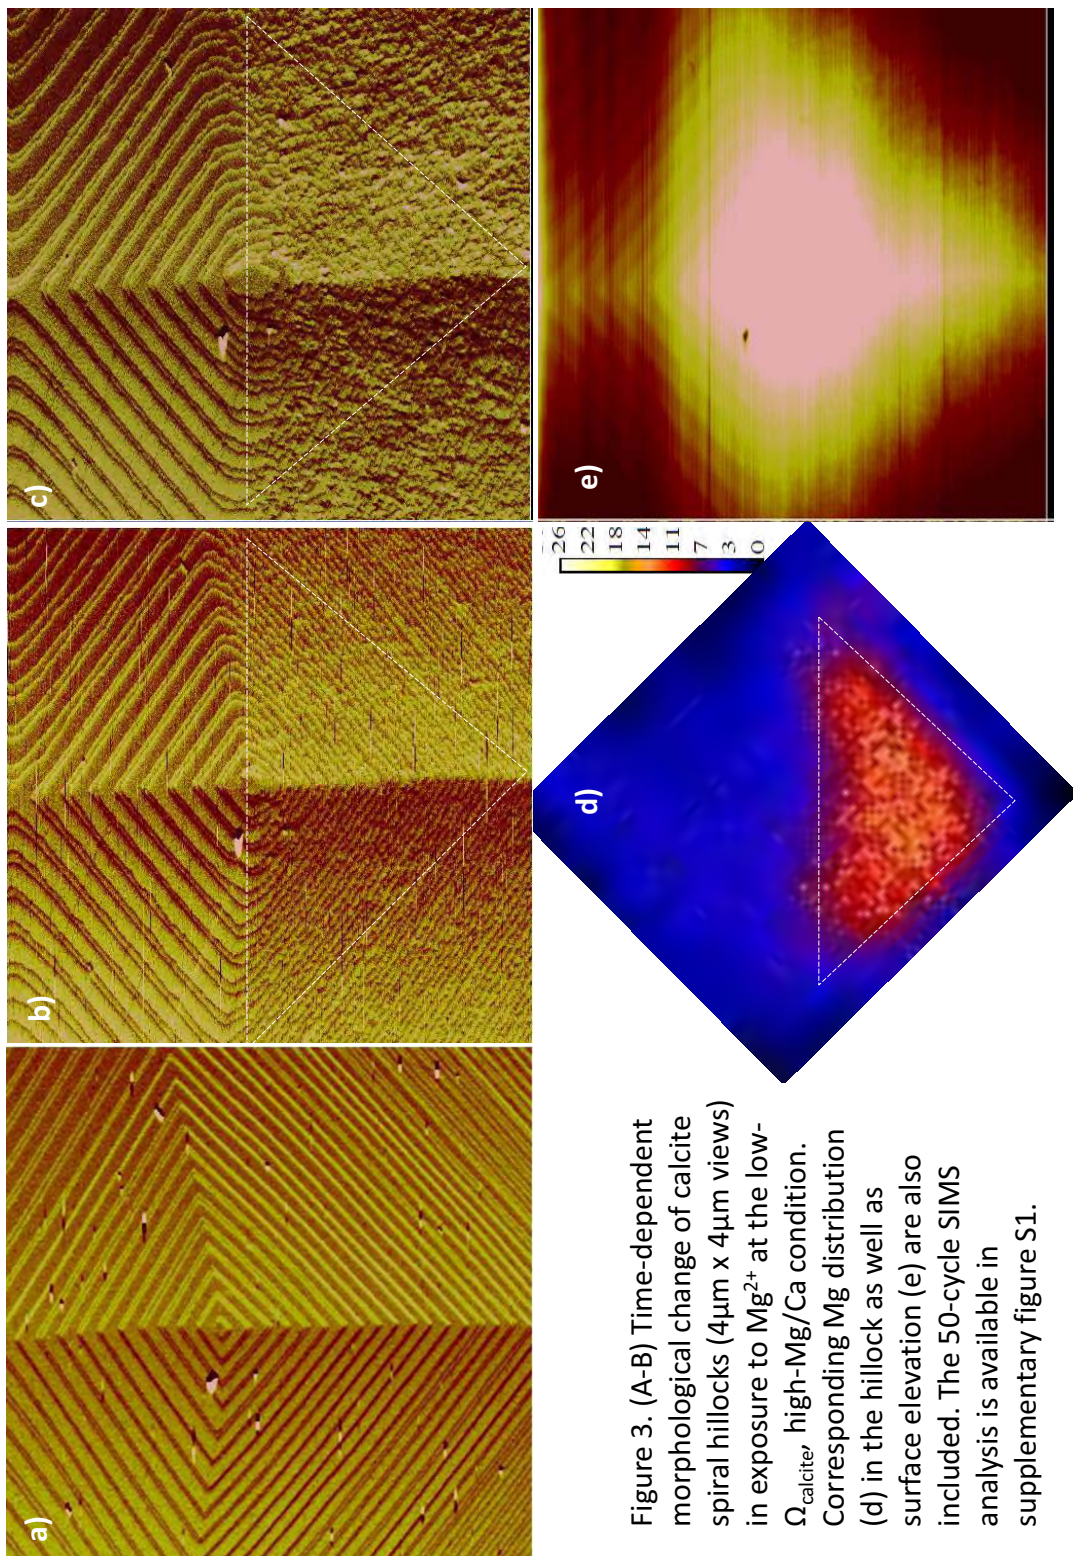 a)
b)
c)
d)
26
22
18
14
11
7
3
0
e)
Figure 3. (A-B) Time-dependent
morphological change of calcite
spiral hillocks (4µm x 4µm views)
in exposure to Mg²⁺ at the low-
Ωcalcite, high-Mg/Ca condition.
Corresponding Mg distribution
(d) in the hillock as well as
surface elevation (e) are also
included. The 50-cycle SIMS
analysis is available in
supplementary figure S1.